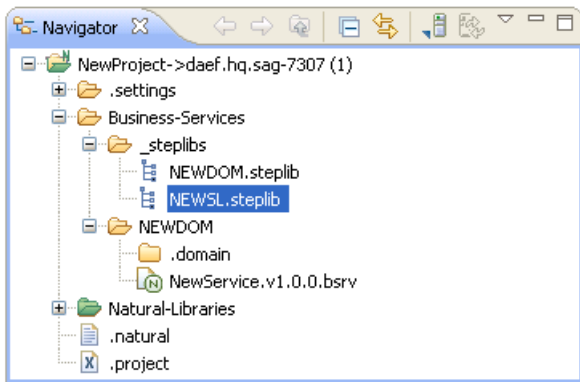 Navigator
NewProject->daef.hq.sag-7307 (1)
.settings
Business-Services
_steplibs
NEWDOM.steplib
NEWSL.steplib
NEWDOM
.domain
NewService.v1.0.0.bsrv
Natural-Libraries
.natural
.project